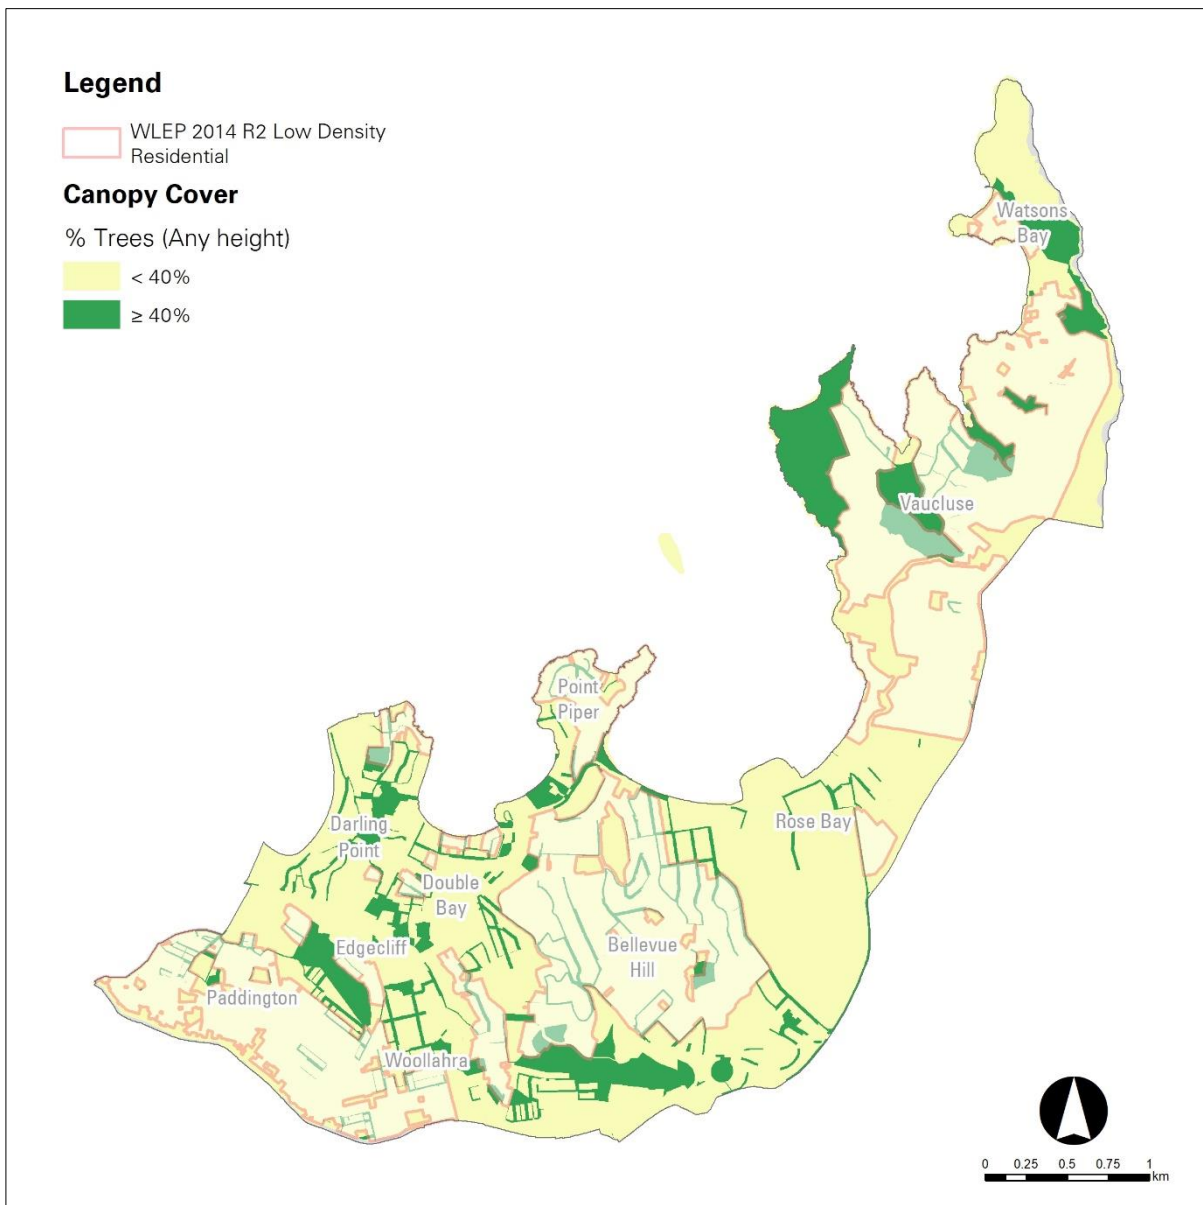 Legend
WLEP 2014 R2 Low Density
Residential
Canopy Cover
% Trees (Any height)
< 40%
≥ 40%
Watsons
Bay
Vaucluse
Point
Piper
Rose Bay
Darling
Point
Double
Bay
Edgecliff
Bellevue
Hill
Paddington
Woollahra
0 0.25 0.5 0.75 1
km